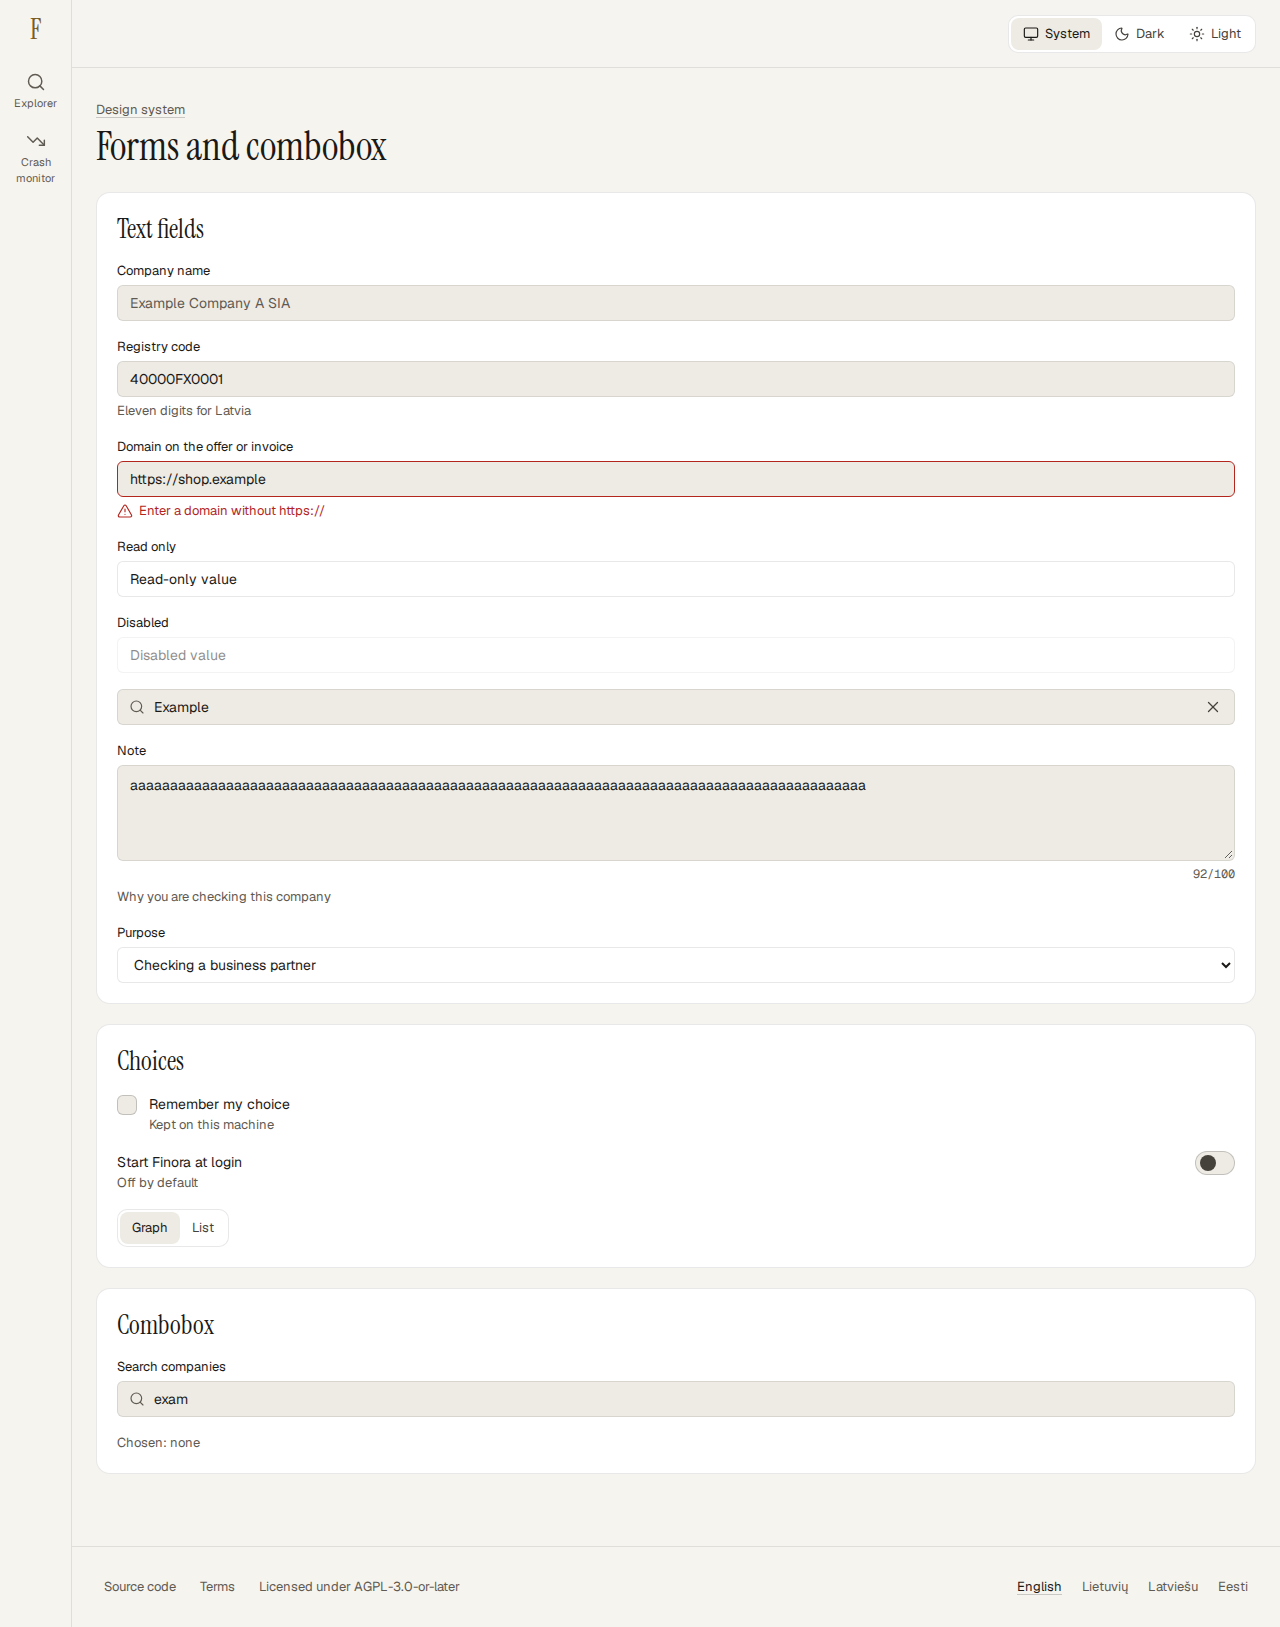 F
System
Dark
Light
Explorer
Crash
monitor
Design system
Forms and combobox
Text fields
Company name
Example Company A SIA
Registry code
40000FX0001
Eleven digits for Latvia
Domain on the offer or invoice
https://shop.example
Enter a domain without https://
Read only
Read-only value
Disabled
Disabled value
Example
Note
aaaaaaaaaaaaaaaaaaaaaaaaaaaaaaaaaaaaaaaaaaaaaaaaaaaaaaaaaaaaaaaaaaaaaaaaaaaaaaaaaaaaaaaaaaaa
92/100
Why you are checking this company
Purpose
Checking a business partner
Choices
Remember my choice
Kept on this machine
Start Finora at login
Off by default
Graph
List
Combobox
Search companies
exam
Chosen: none
Source code
Terms
Licensed under AGPL-3.0-or-later
English
Lietuvių
Latviešu
Eesti